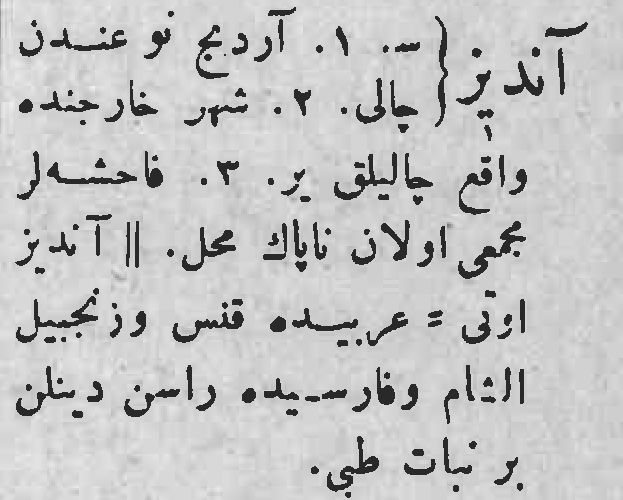 آندیز } س. ١. آردیج نوعندن
چالی. ٢. شهر خارجنده
واقع چالیلق یر. ٣. فاحشه‌لر
مجمعی اولان ناپاك محل. || آندیز
اوتی = عربیده قنس وزنجبیل
الشام وفارسیده راسن دینلن
بر نبات طبی.